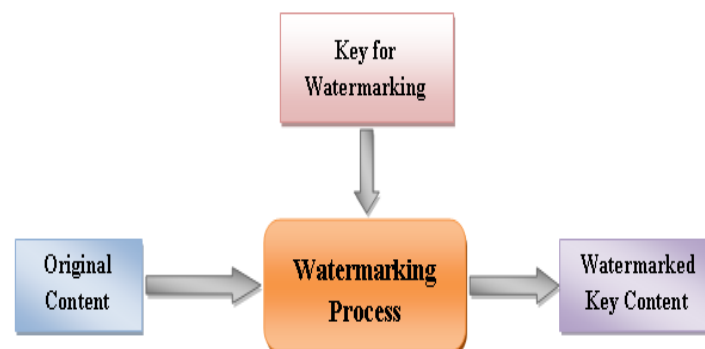 Key for
Watermarking
Original
Content
Watermarking
Process
Watermarked
Key Content